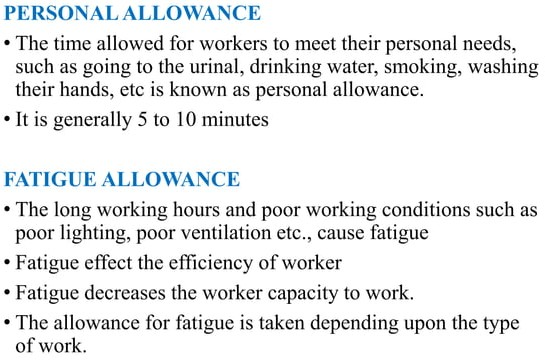 PERSONAL ALLOWANCE
• The time allowed for workers to meet their personal needs,
such as going to the urinal, drinking water, smoking, washing
their hands, etc is known as personal allowance.
• It is generally 5 to 10 minutes
FATIGUE ALLOWANCE
• The long working hours and poor working conditions such as
poor lighting, poor ventilation etc., cause fatigue
• Fatigue effect the efficiency of worker
• Fatigue decreases the worker capacity to work.
• The allowance for fatigue is taken depending upon the type
of work.